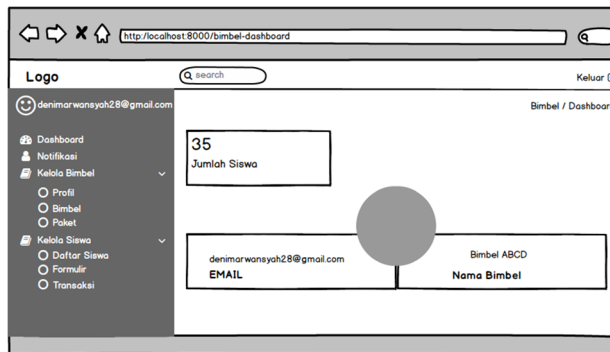 http:/localhost:8000/bimbel-dashboard
Logo
search
Keluar
denimarwansyah28@gmail.com
Bimbel / Dashboar
Dashboard
Notifikasi
Kelola Bimbel
Profil
Bimbel
Paket
Kelola Siswa
Daftar Siswa
Formulir
Transaksi
35
Jumlah Siswa
denimarwansyah28@gmail.com
EMAIL
Bimbel ABCD
Nama Bimbel